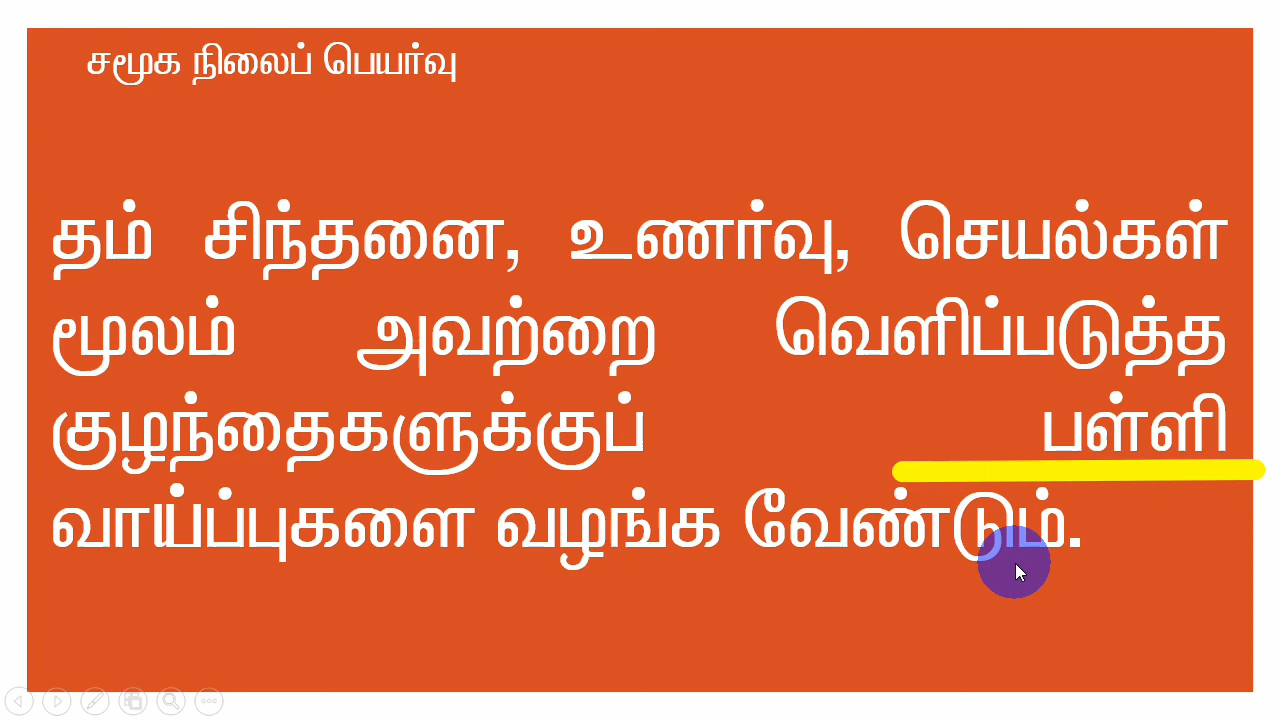 சமூக நிலைப் பெயர்வு
தம் சிந்தனை, உணர்வு, செயல்கள்
மூலம் அவற்றை வெளிப்படுத்த
குழந்தைகளுக்குப் பள்ளி
வாய்ப்புகளை வழங்க வேண்டும்.